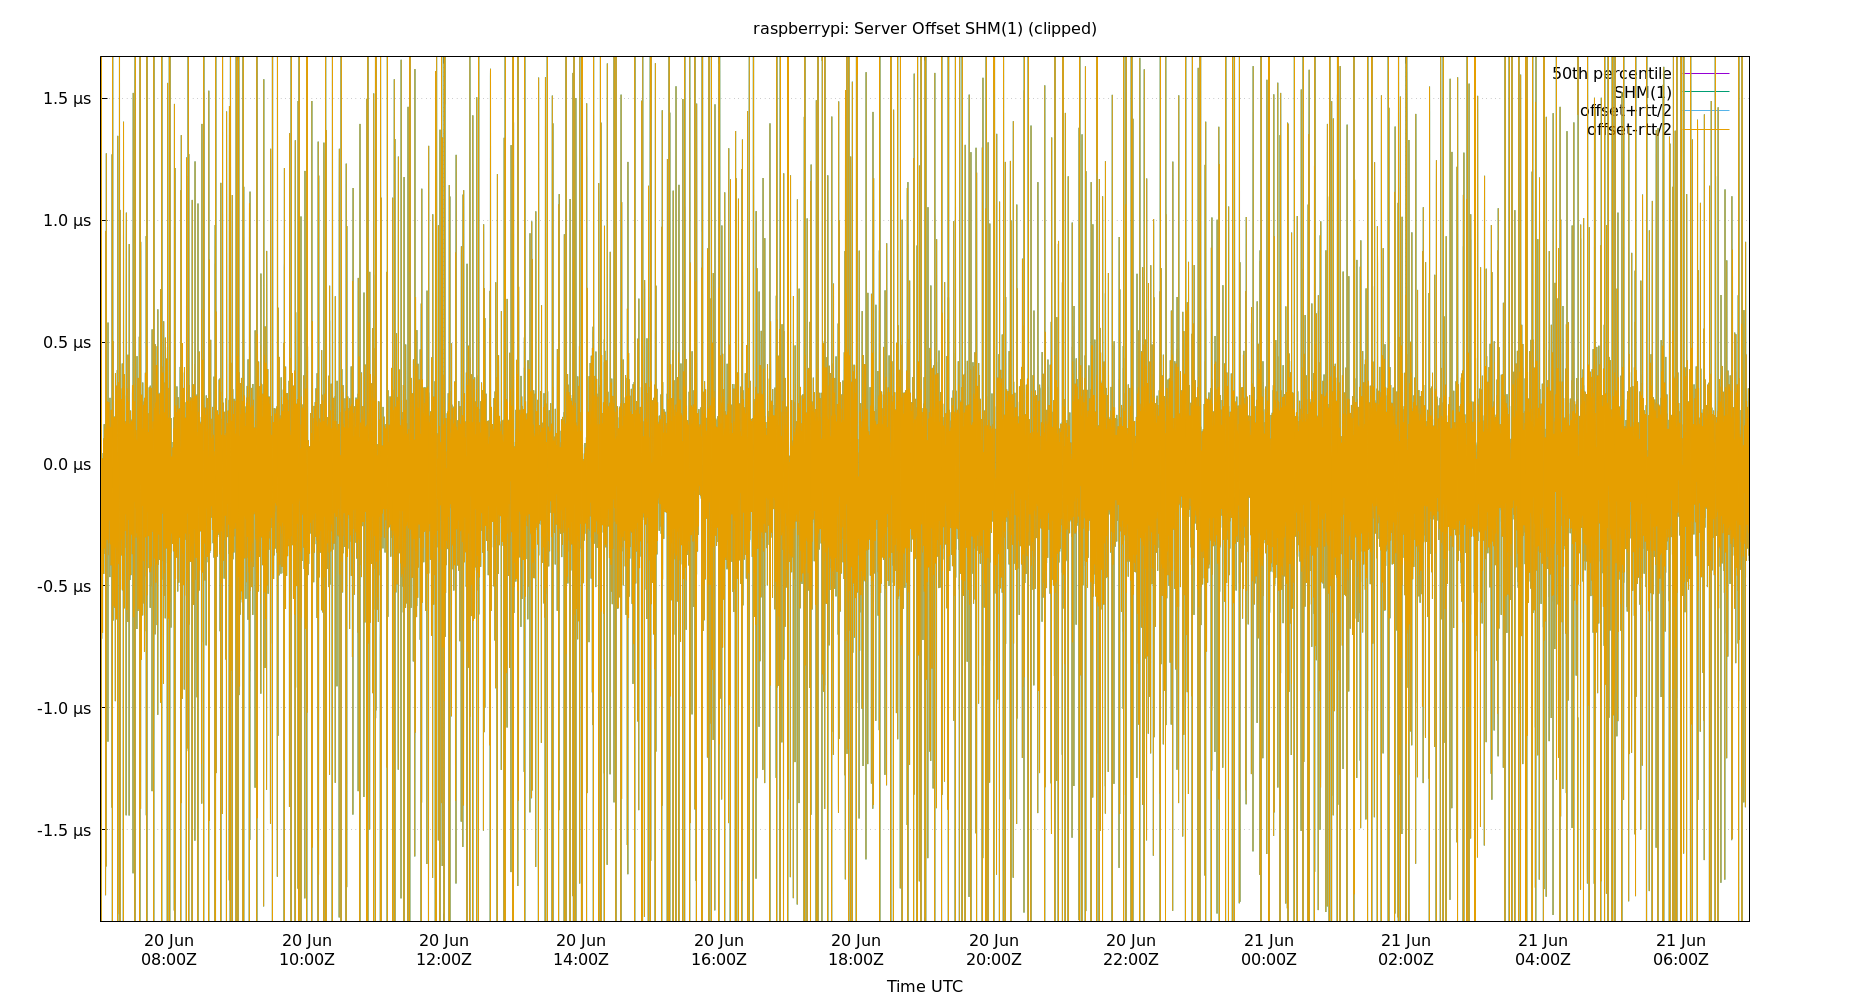 raspberrypi: Server Offset SHM(1) (clipped)
50th percentile
SHM(1)
offset+rtt/2
offset-rtt/2
1.5 µs
1.0 µs
0.5 µs
0.0 µs
-0.5 µs
-1.0 µs
-1.5 µs
20 Jun 20 Jun 20 Jun 20 Jun 20 Jun 20 Jun 20 Jun 20 Jun 21 Jun 21 Jun 21 Jun 21 Jun
08:00Z 10:00Z 12:00Z 14:00Z 16:00Z 18:00Z 20:00Z 22:00Z 00:00Z 02:00Z 04:00Z 06:00Z
Time UTC